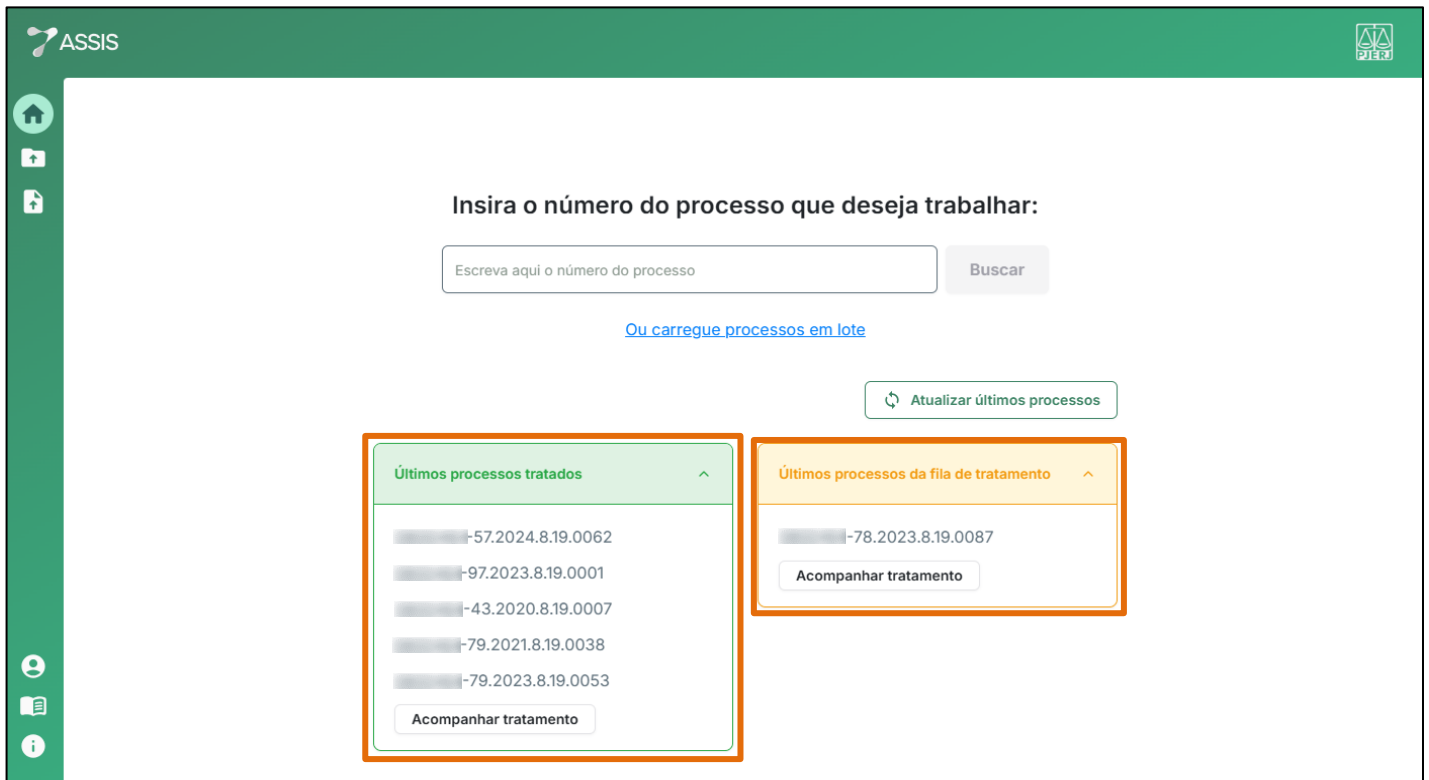 ASSIS
PJERJ
Insira o número do processo que deseja trabalhar:
Escreva aqui o número do processo
Buscar
Ou carregue processos em lote
Atualizar últimos processos
Últimos processos tratados
-57.2024.8.19.0062
-97.2023.8.19.0001
-43.2020.8.19.0007
-79.2021.8.19.0038
-79.2023.8.19.0053
Acompanhar tratamento
Últimos processos da fila de tratamento
-78.2023.8.19.0087
Acompanhar tratamento